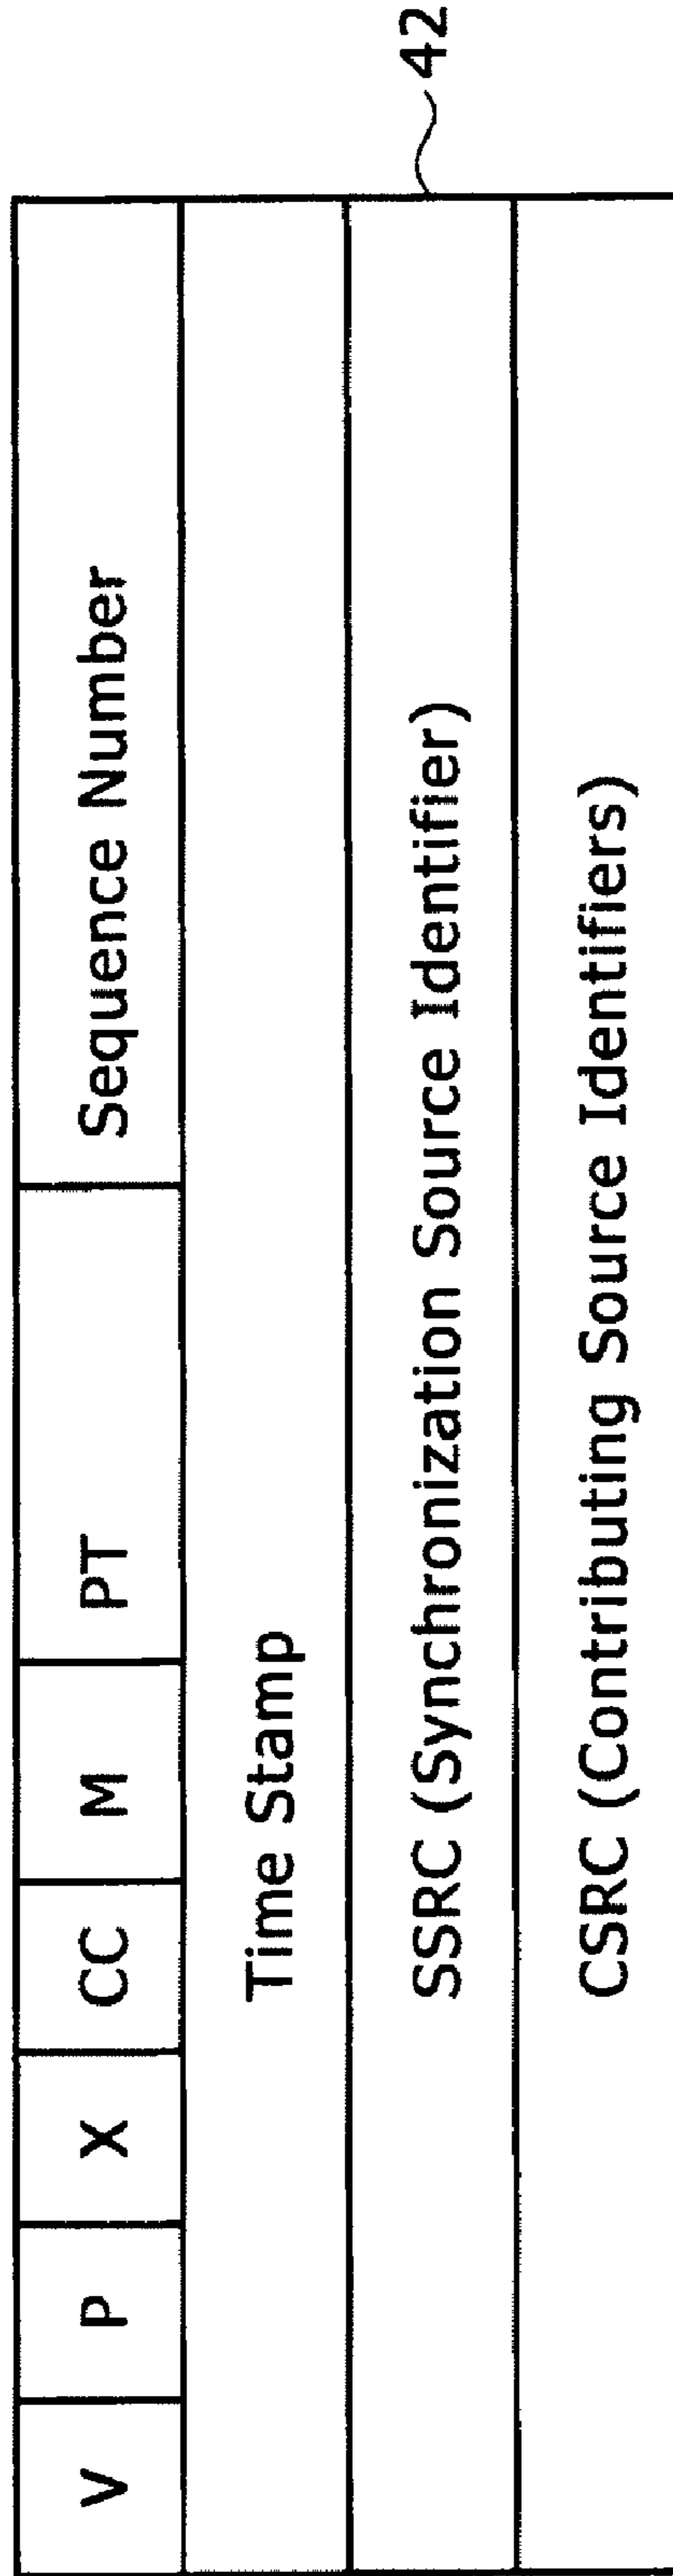 V P X CC M PT Sequence Number
Time Stamp
SSRC (Synchronization Source Identifier)
42
CSRC (Contributing Source Identifiers)